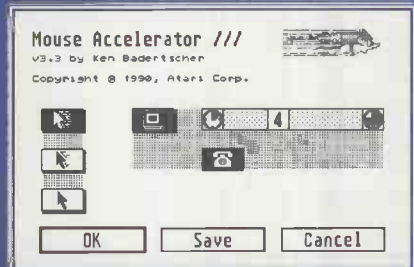 Mouse Accelerator ///
v3.3 by Ken Badertscher
Copyright @ 1990, Atari Corp.
4
OK Save Cancel